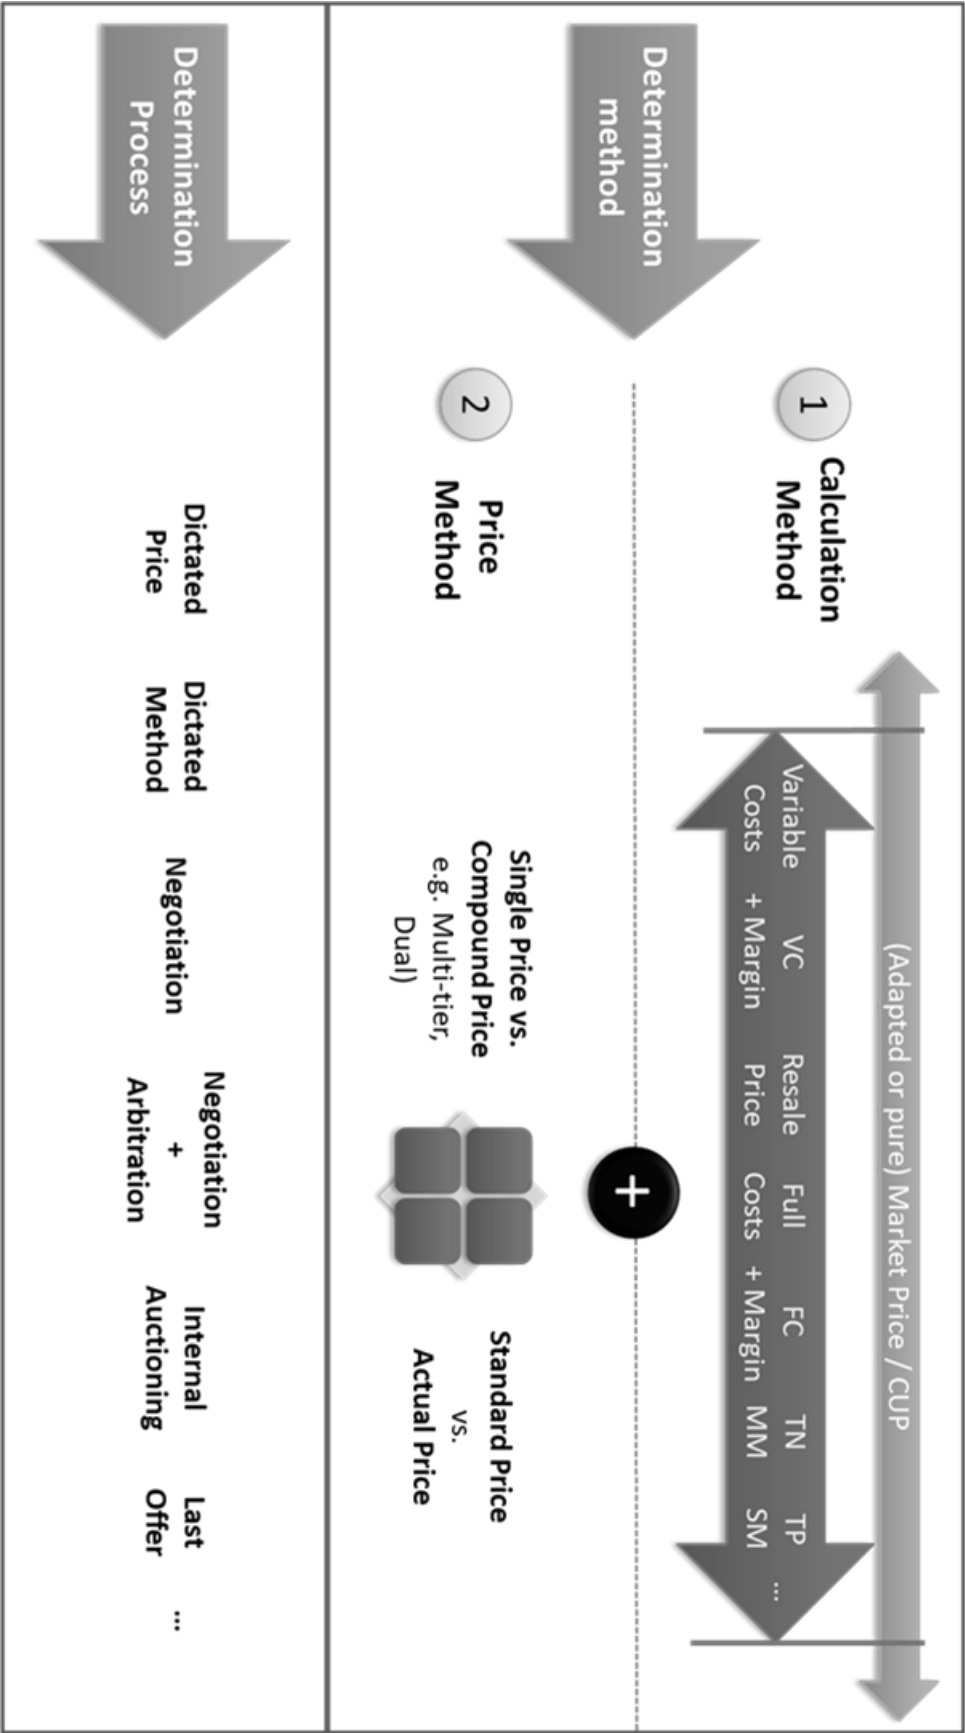 (Adapted or pure) Market Price / CUP
Determination
method
1
Calculation
Method
Variable
Costs
VC
+ Margin
Resale
Price
Full
Costs
FC
+ Margin
TN
MM
TP
SM
...
+
2
Price
Method
Single Price vs.
Compound Price
e.g. Multi-tier,
Dual)
Standard Price
vs.
Actual Price
Determination
Process
Dictated
Price
Dictated
Method
Negotiation
Negotiation
+
Arbitration
Internal
Auctioning
Last
Offer
...